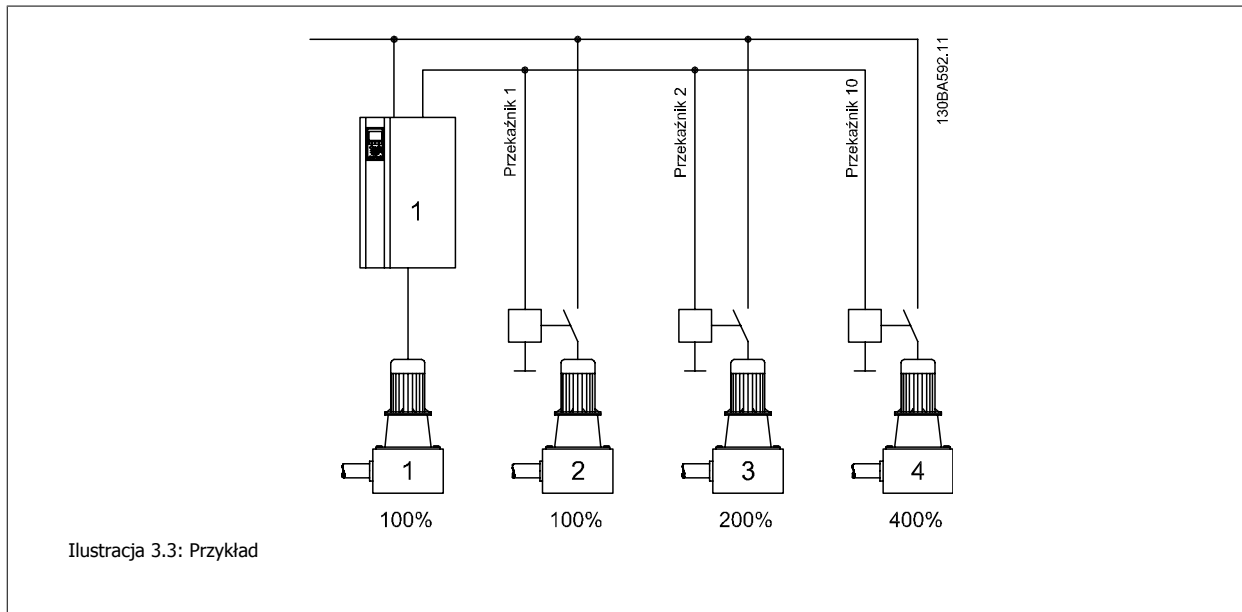 130BA592.11
Przekaźnik 1
Przekaźnik 2
Przekaźnik 10
1
1
2
3
4
100%
100%
200%
400%
Ilustracja 3.3: Przykład